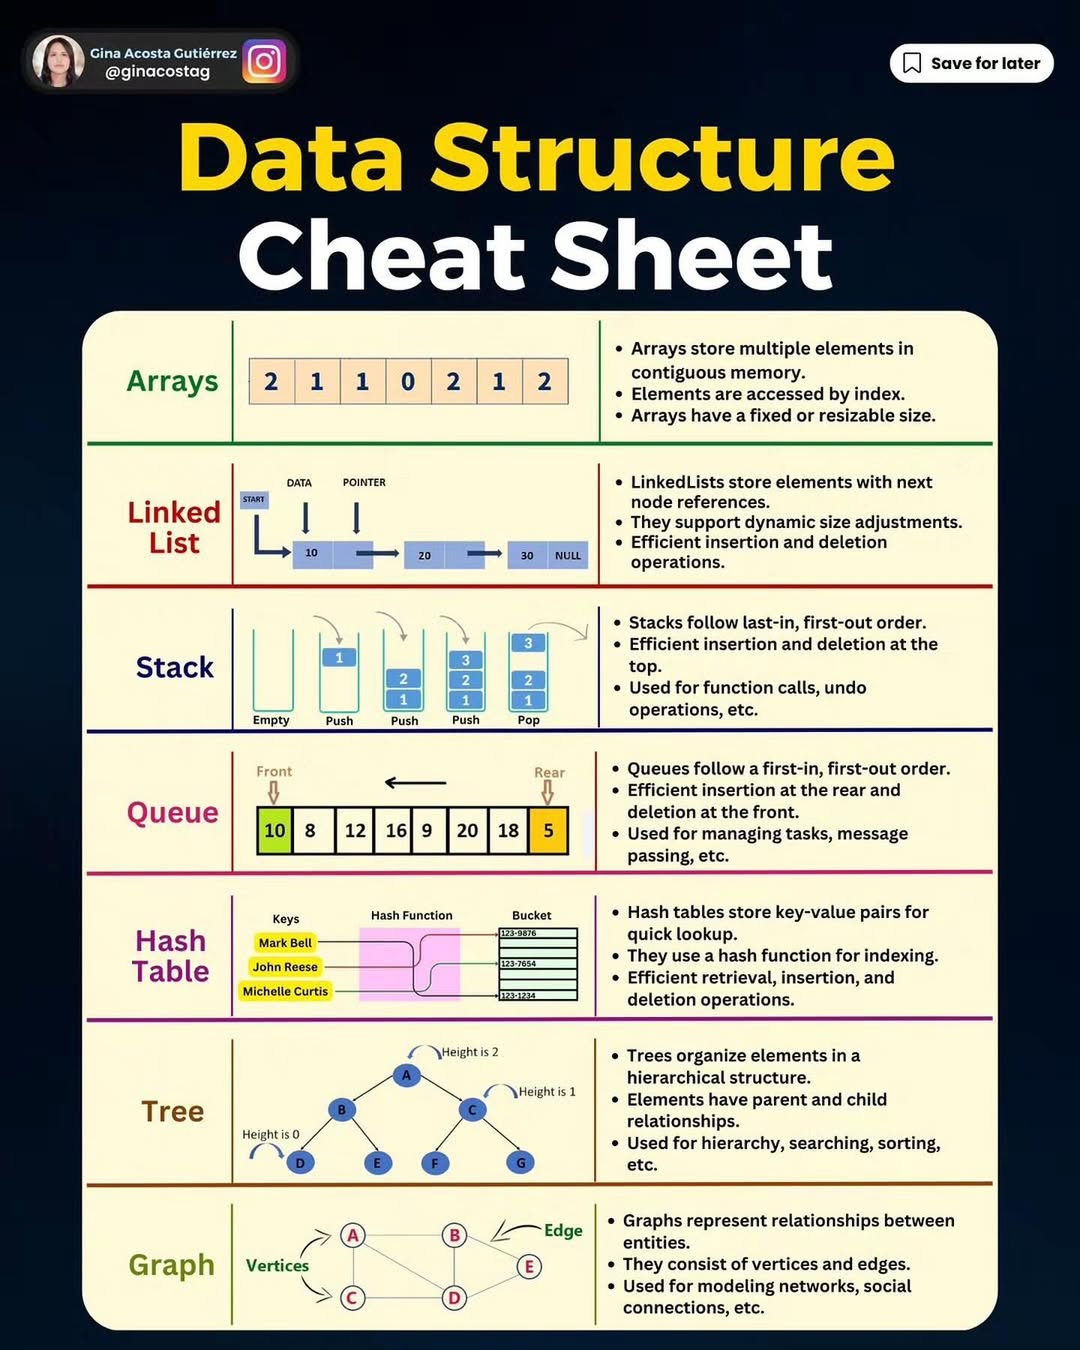 Gina Acosta Gutiérrez
@ginacostag
Save for later
Data Structure
Cheat Sheet
Arrays
2 1 1 0 2 1 2
• Arrays store multiple elements in
contiguous memory.
• Elements are accessed by index.
• Arrays have a fixed or resizable size.
Linked
List
START
DATA
POINTER
10
20
30 NULL
• LinkedLists store elements with next
node references.
• They support dynamic size adjustments.
• Efficient insertion and deletion
operations.
Stack
1
2
1
3
2
1
3
2
1
Empty Push Push Push Pop
• Stacks follow last-in, first-out order.
• Efficient insertion and deletion at the
top.
• Used for function calls, undo
operations, etc.
Queue
Front
Rear
10 8 12 16 9 20 18 5
• Queues follow a first-in, first-out order.
• Efficient insertion at the rear and
deletion at the front.
• Used for managing tasks, message
passing, etc.
Hash
Table
Keys
Hash Function
Bucket
Mark Bell
John Reese
Michelle Curtis
123-9876
123-7654
123-1234
• Hash tables store key-value pairs for
quick lookup.
• They use a hash function for indexing.
• Efficient retrieval, insertion, and
deletion operations.
Tree
Height is 2
A
Height is 1
B
C
Height is 0
D
E
F
G
• Trees organize elements in a
hierarchical structure.
• Elements have parent and child
relationships.
• Used for hierarchy, searching, sorting,
etc.
Graph
Vertices
A
B
Edge
E
C
D
• Graphs represent relationships between
entities.
• They consist of vertices and edges.
• Used for modeling networks, social
connections, etc.